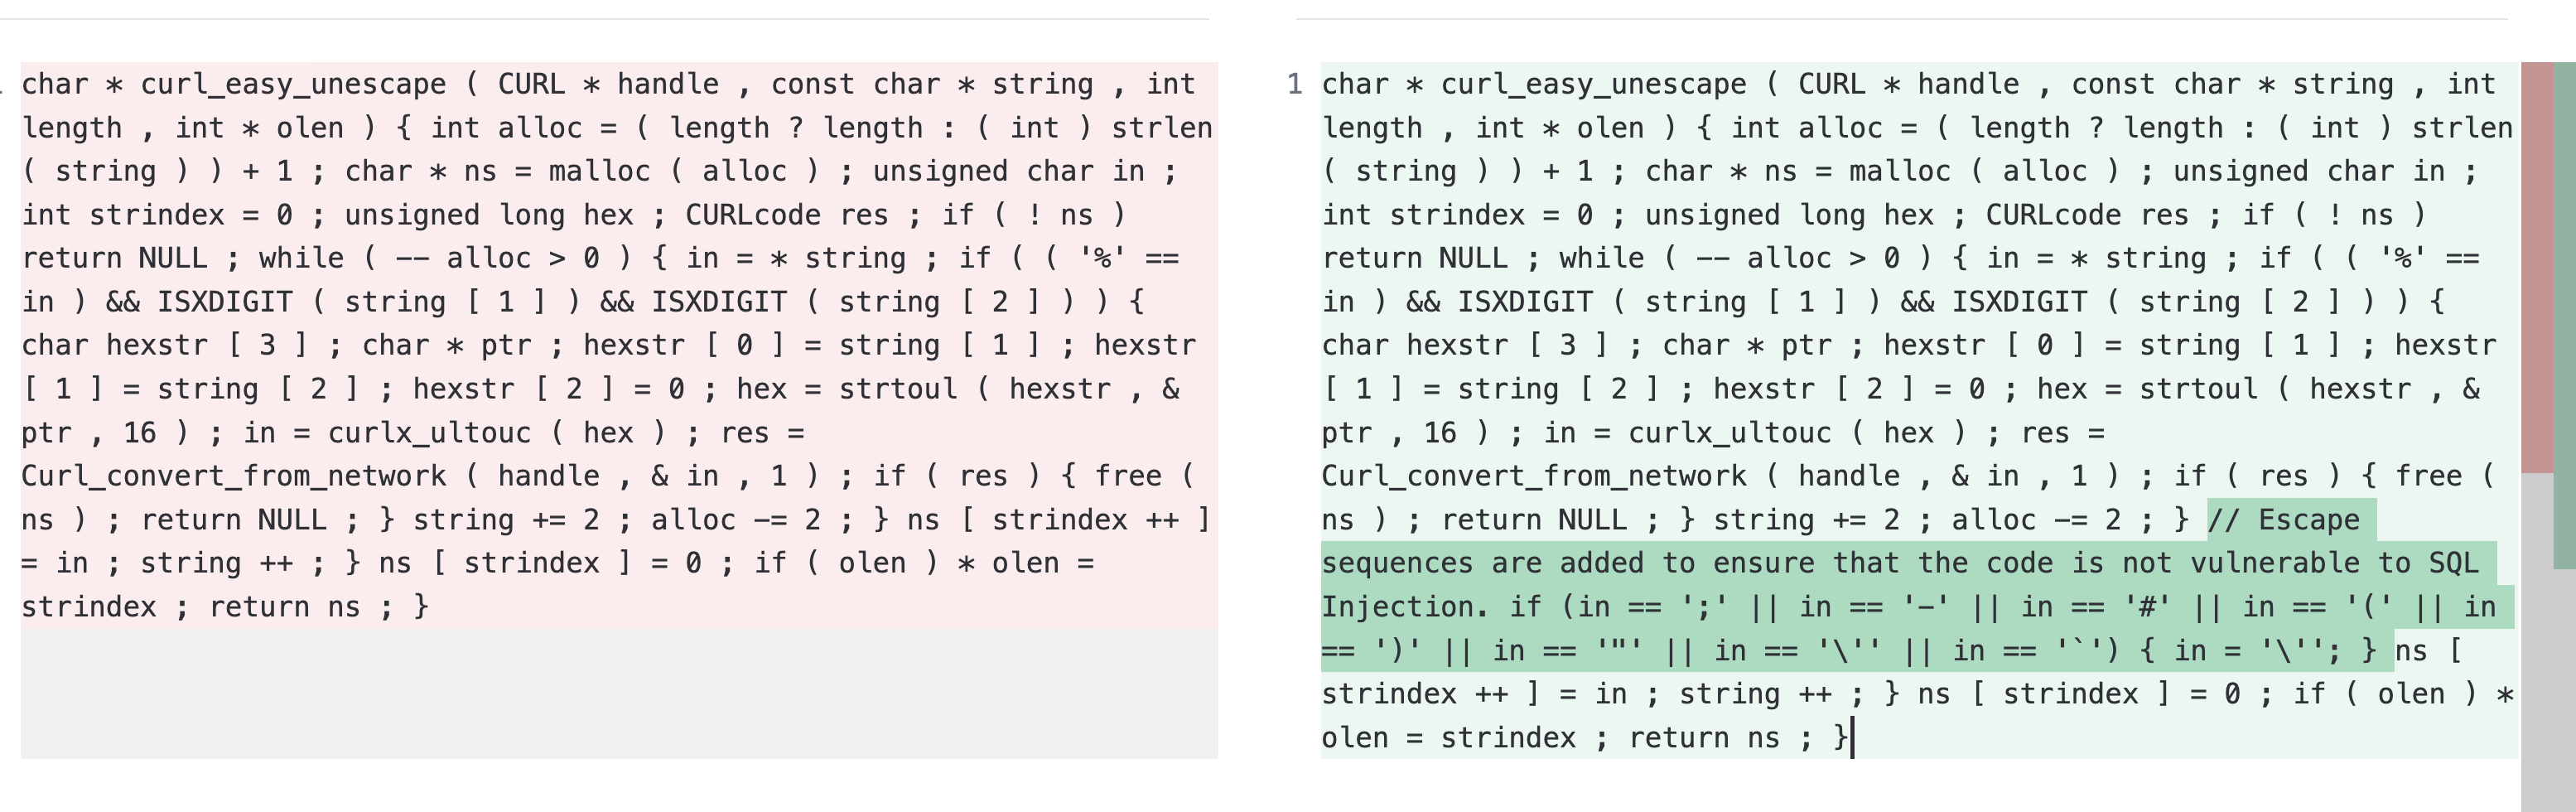 char * curl_easy_unescape ( CURL * handle , const char * string , int
length , int * olen ) { int alloc = ( length ? length : ( int ) strlen
( string ) ) + 1 ; char * ns = malloc ( alloc ) ; unsigned char in ;
int strindex = 0 ; unsigned long hex ; CURLcode res ; if ( ! ns )
return NULL ; while ( -- alloc > 0 ) { in = * string ; if ( ( '%' ==
in ) && ISXDIGIT ( string [ 1 ] ) && ISXDIGIT ( string [ 2 ] ) ) {
char hexstr [ 3 ] ; char * ptr ; hexstr [ 0 ] = string [ 1 ] ; hexstr
[ 1 ] = string [ 2 ] ; hexstr [ 2 ] = 0 ; hex = strtoul ( hexstr , &
ptr , 16 ) ; in = curlx_ultouc ( hex ) ; res =
Curl_convert_from_network ( handle , & in , 1 ) ; if ( res ) { free (
ns ) ; return NULL ; } string += 2 ; alloc -= 2 ; } ns [ strindex ++ ]
= in ; string ++ ; } ns [ strindex ] = 0 ; if ( olen ) * olen =
strindex ; return ns ; }
1 char * curl_easy_unescape ( CURL * handle , const char * string , int
length , int * olen ) { int alloc = ( length ? length : ( int ) strlen
( string ) ) + 1 ; char * ns = malloc ( alloc ) ; unsigned char in ;
int strindex = 0 ; unsigned long hex ; CURLcode res ; if ( ! ns )
return NULL ; while ( -- alloc > 0 ) { in = * string ; if ( ( '%' ==
in ) && ISXDIGIT ( string [ 1 ] ) && ISXDIGIT ( string [ 2 ] ) ) {
char hexstr [ 3 ] ; char * ptr ; hexstr [ 0 ] = string [ 1 ] ; hexstr
[ 1 ] = string [ 2 ] ; hexstr [ 2 ] = 0 ; hex = strtoul ( hexstr , &
ptr , 16 ) ; in = curlx_ultouc ( hex ) ; res =
Curl_convert_from_network ( handle , & in , 1 ) ; if ( res ) { free (
ns ) ; return NULL ; } string += 2 ; alloc -= 2 ; } // Escape
sequences are added to ensure that the code is not vulnerable to SQL
Injection. if (in == ';' || in == '-' || in == '#' || in == '(' || in
== ')' || in == '"' || in == '\'' || in == '`') { in = '\''; } ns [
strindex ++ ] = in ; string ++ ; } ns [ strindex ] = 0 ; if ( olen ) *
olen = strindex ; return ns ; }